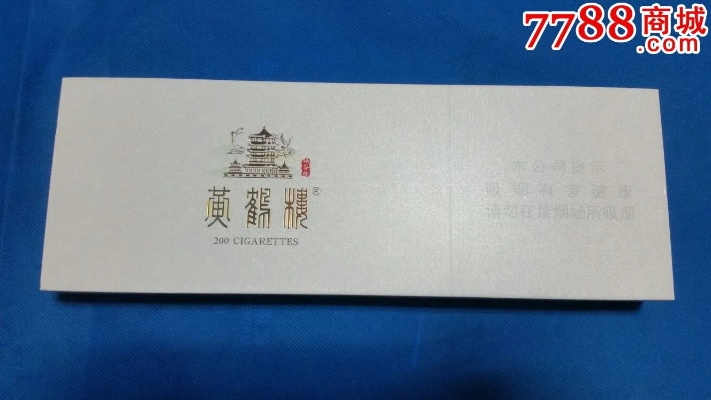 7788商城
.com
黄鹤楼®
200 CIGARETTES
本公司提示
吸烟有害健康
请勿在禁烟场所吸烟